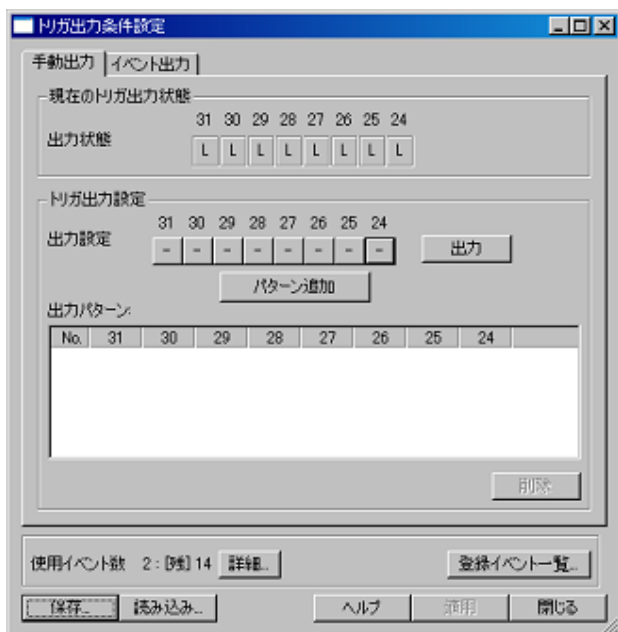 トリガ出力条件設定
手動出力 イベント出力
現在のトリガ出力状態
31 30 29 28 27 26 25 24
出力状態 L L L L L L L L
トリガ出力設定
31 30 29 28 27 26 25 24
出力設定 - - - - - - - - 出力
パターン追加
出力パターン:
No. 31 30 29 28 27 26 25 24
削除
使用イベント数 2 : [残] 14 詳細... 登録イベント一覧...
保存... 読み込み... ヘルプ 適用 閉じる